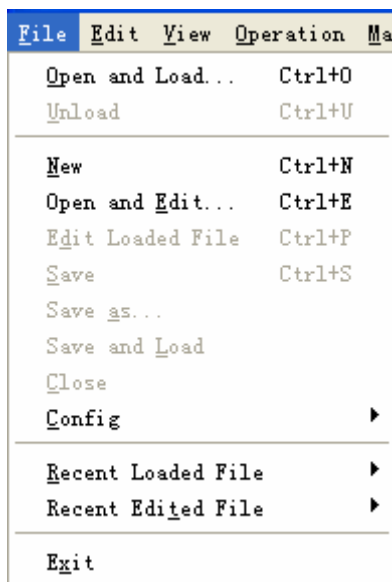 File Edit View Operation Ma
Open and Load... Ctrl+O
Unload Ctrl+U
New Ctrl+N
Open and Edit... Ctrl+E
Edit Loaded File Ctrl+P
Save Ctrl+S
Save as...
Save and Load
Close
Config
Recent Loaded File
Recent Edited File
Exit